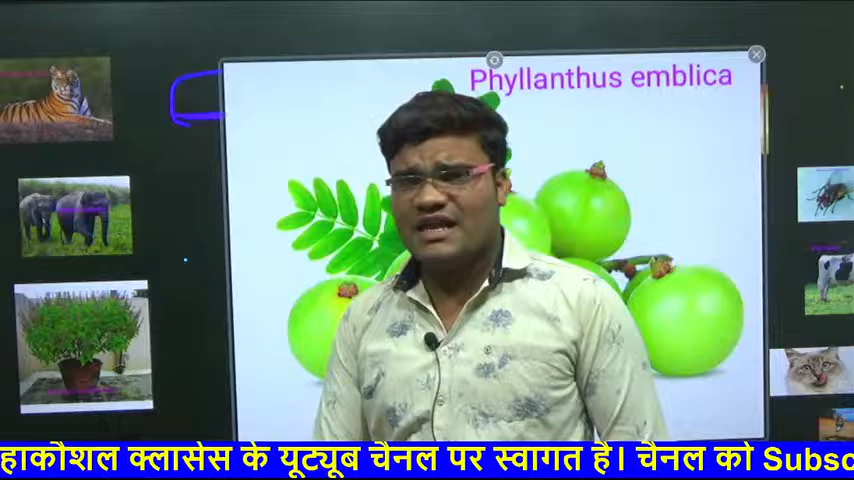 Phyllanthus emblica
हाकौशल क्लासेस के यूट्यूब चैनल पर स्वागत है। चैनल को Subsc